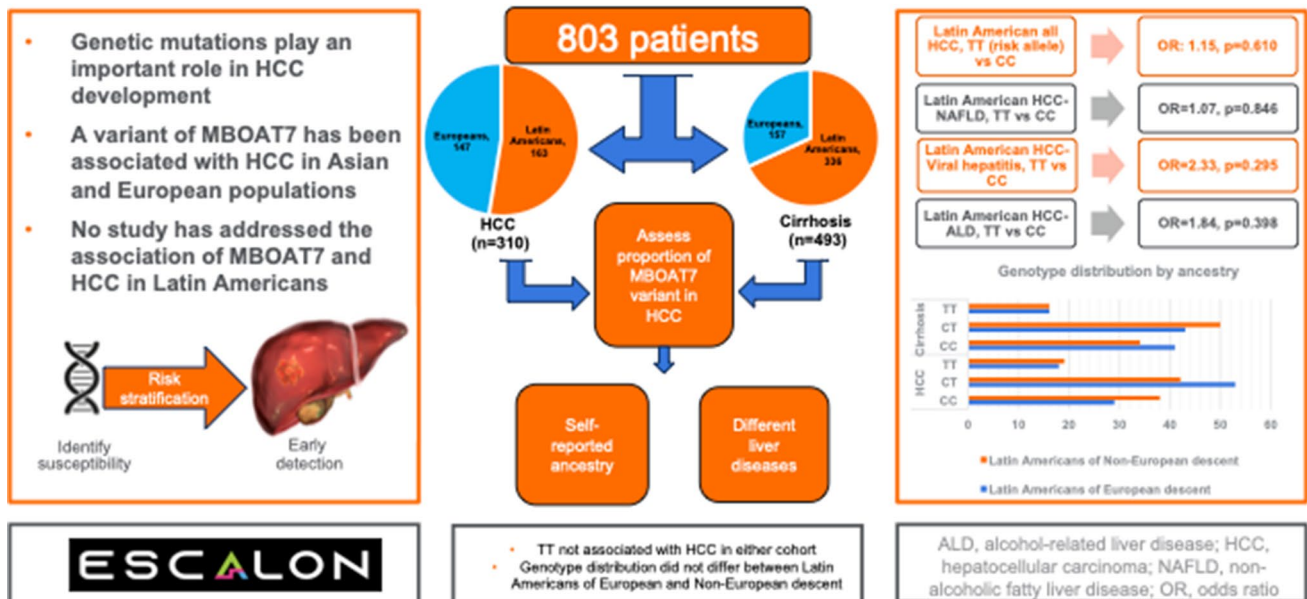 • Genetic mutations play an
important role in HCC
development
• A variant of MBOAT7 has been
associated with HCC in Asian
and European populations
• No study has addressed the
association of MBOAT7 and
HCC in Latin Americans
Risk
stratification
Identify
susceptibility
Early
detection
803 patients
Europeans,
147
Latin
Americans,
163
HCC
(n=310)
Europeans,
157
Latin
Americans,
336
Cirrhosis
(n=493)
Assess
proportion of
MBOAT7
variant in
HCC
Self-
reported
ancestry
Different
liver
diseases
Latin American all
HCC, TT (risk allele)
vs CC
OR: 1.15, p=0.610
Latin American HCC-
NAFLD, TT vs CC
OR=1.07, p=0.846
Latin American HCC-
Viral hepatitis, TT vs
CC
OR=2.33, p=0.295
Latin American HCC-
ALD, TT vs CC
OR=1.84, p=0.398
Genotype distribution by ancestry
Cirrhosis
TT
CT
CC
HCC
TT
CT
CC
0 10 20 30 40 50 60
Latin Americans of Non-European descent
Latin Americans of European descent
ESCALON
• TT not associated with HCC in either cohort
• Genotype distribution did not differ between Latin
Americans of European and Non-European descent
ALD, alcohol-related liver disease; HCC,
hepatocellular carcinoma; NAFLD, non-
alcoholic fatty liver disease; OR, odds ratio